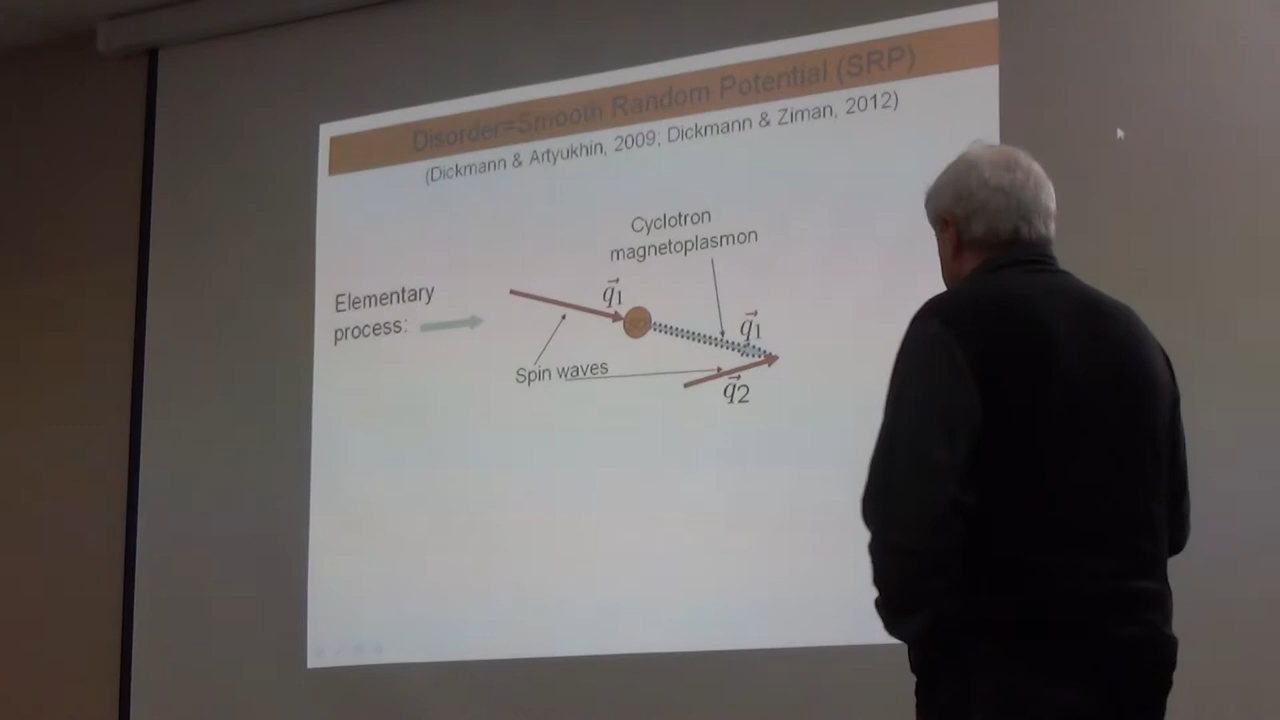 Disorder=Smooth Random Potential (SRP)
(Dickmann & Artyukhin, 2009; Dickmann & Ziman, 2012)
Cyclotron
magnetoplasmon
Elementary
process:
q⃗1
q⃗1
Spin waves
q⃗2